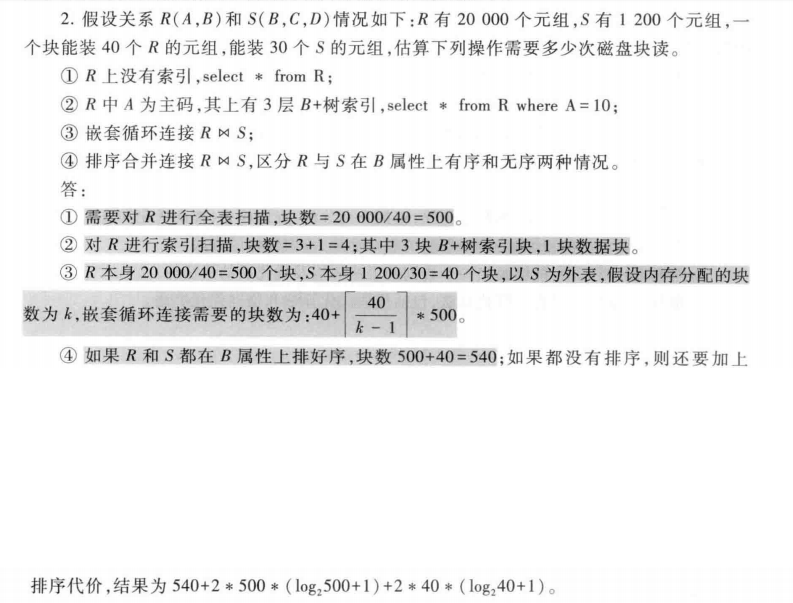 2. 假设关系 R(A,B)和 S(B,C,D)情况如下:R 有 20 000 个元组,S 有 1 200 个元组,一
个块能装 40 个 R 的元组,能装 30 个 S 的元组,估算下列操作需要多少次磁盘块读。
① R 上没有索引,select * from R;
② R 中 A 为主码,其上有 3 层 B+树索引,select * from R where A=10;
③ 嵌套循环连接 R ⋈ S;
④ 排序合并连接 R ⋈ S,区分 R 与 S 在 B 属性上有序和无序两种情况。
答:
① 需要对 R 进行全表扫描,块数=20 000/40=500。
② 对 R 进行索引扫描,块数=3+1=4;其中 3 块 B+树索引块,1 块数据块。
③ R 本身 20 000/40=500 个块,S 本身 1 200/30=40 个块,以 S 为外表,假设内存分配的块
数为 k,嵌套循环连接需要的块数为:40+⌈40/(k-1)⌉*500。
④ 如果 R 和 S 都在 B 属性上排好序,块数 500+40=540;如果都没有排序,则还要加上
排序代价,结果为 540+2*500*(log₂500+1)+2*40*(log₂40+1)。